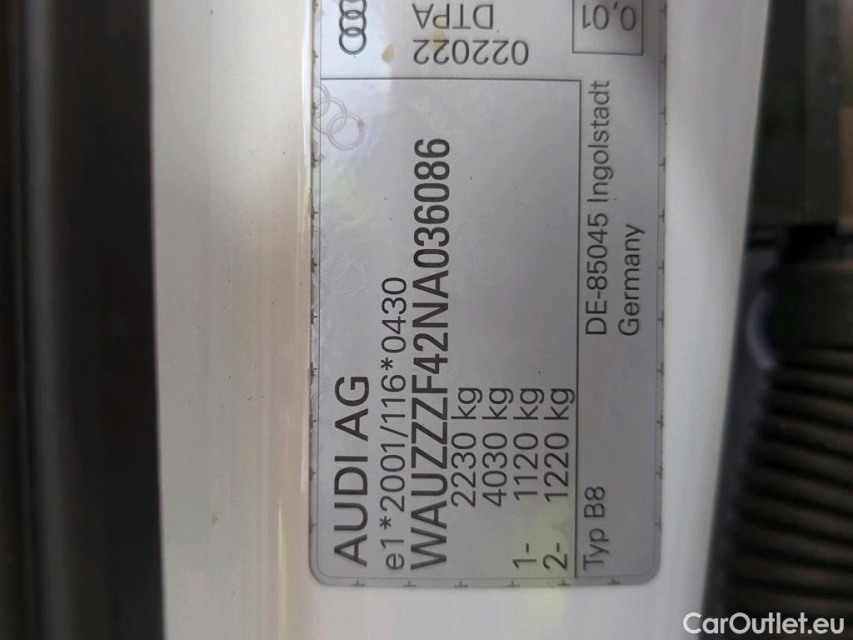 AUDI AG
e1*2001/116*0430
WAUZZZF42NA036086
2230 kg
4030 kg
1- 1120 kg
2- 1220 kg
Typ B8
DE-85045 Ingolstadt
Germany
022022
DTPA
0,01
CarOutlet.eu